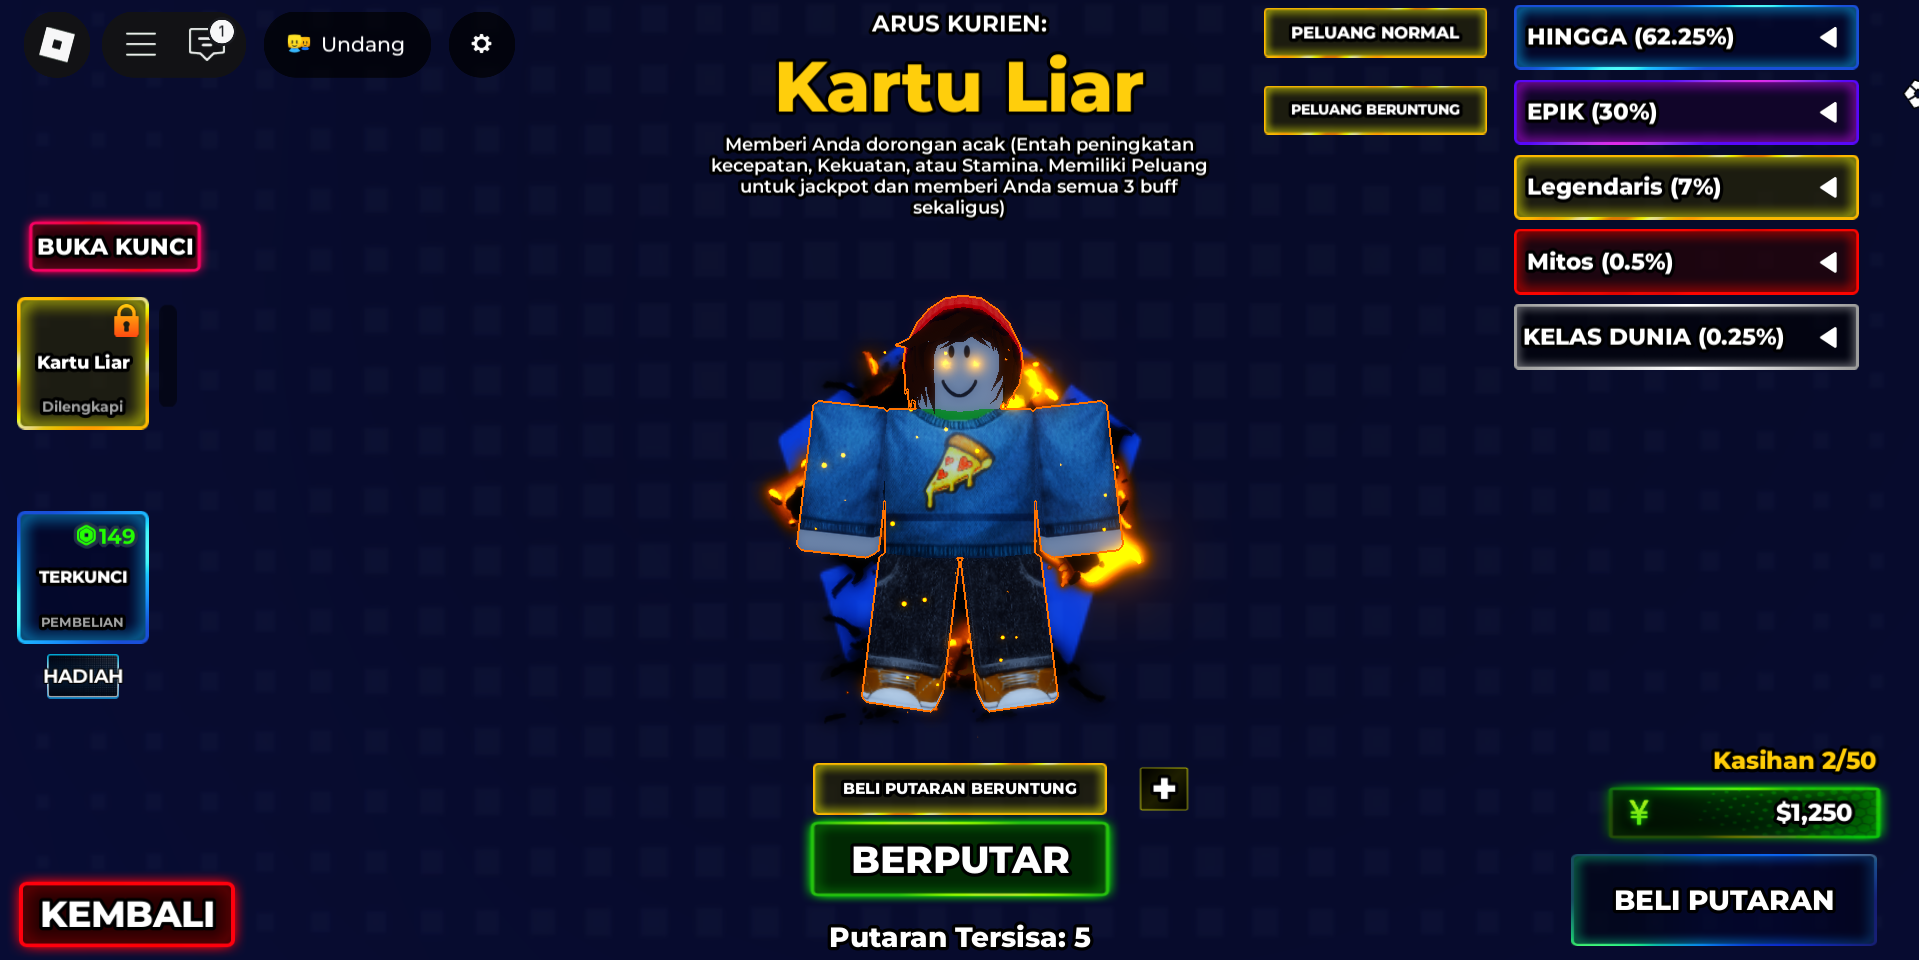 1
Undang
ARUS KURIEN:
Kartu Liar
Memberi Anda dorongan acak (Entah peningkatan
kecepatan, Kekuatan, atau Stamina. Memiliki Peluang
untuk jackpot dan memberi Anda semua 3 buff
sekaligus)
PELUANG NORMAL
PELUANG BERUNTUNG
HINGGA (62.25%)
EPIK (30%)
Legendaris (7%)
Mitos (0.5%)
KELAS DUNIA (0.25%)
BUKA KUNCI
Kartu Liar
Dilengkapi
149
TERKUNCI
PEMBELIAN
HADIAH
KEMBALI
BELI PUTARAN BERUNTUNG
BERPUTAR
Putaran Tersisa: 5
Kasihan 2/50
¥ $1,250
BELI PUTARAN